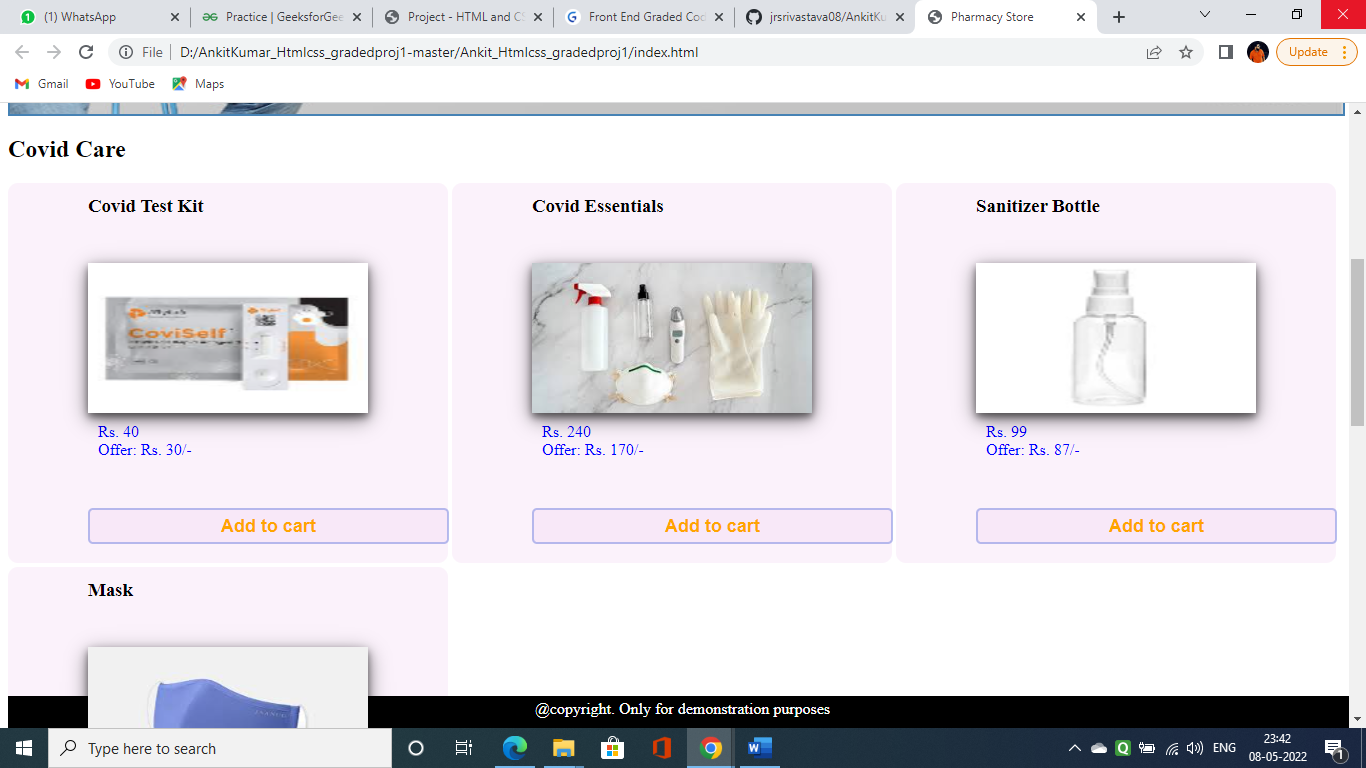 (1) WhatsApp
Practice | GeeksforGee
Project - HTML and CS
Front End Graded Cod
jrsrivastava08/AnkitKu
Pharmacy Store
File
D:/AnkitKumar_Htmlcss_gradedproj1-master/Ankit_Htmlcss_gradedproj1/index.html
Update
Gmail
YouTube
Maps
Covid Care
Covid Test Kit
Covid Essentials
Sanitizer Bottle
CoviSelf
Rs. 40
Offer: Rs. 30/-
Rs. 240
Offer: Rs. 170/-
Rs. 99
Offer: Rs. 87/-
Add to cart
Add to cart
Add to cart
Mask
@copyright. Only for demonstration purposes
Type here to search
ENG
23:42
08-05-2022
1